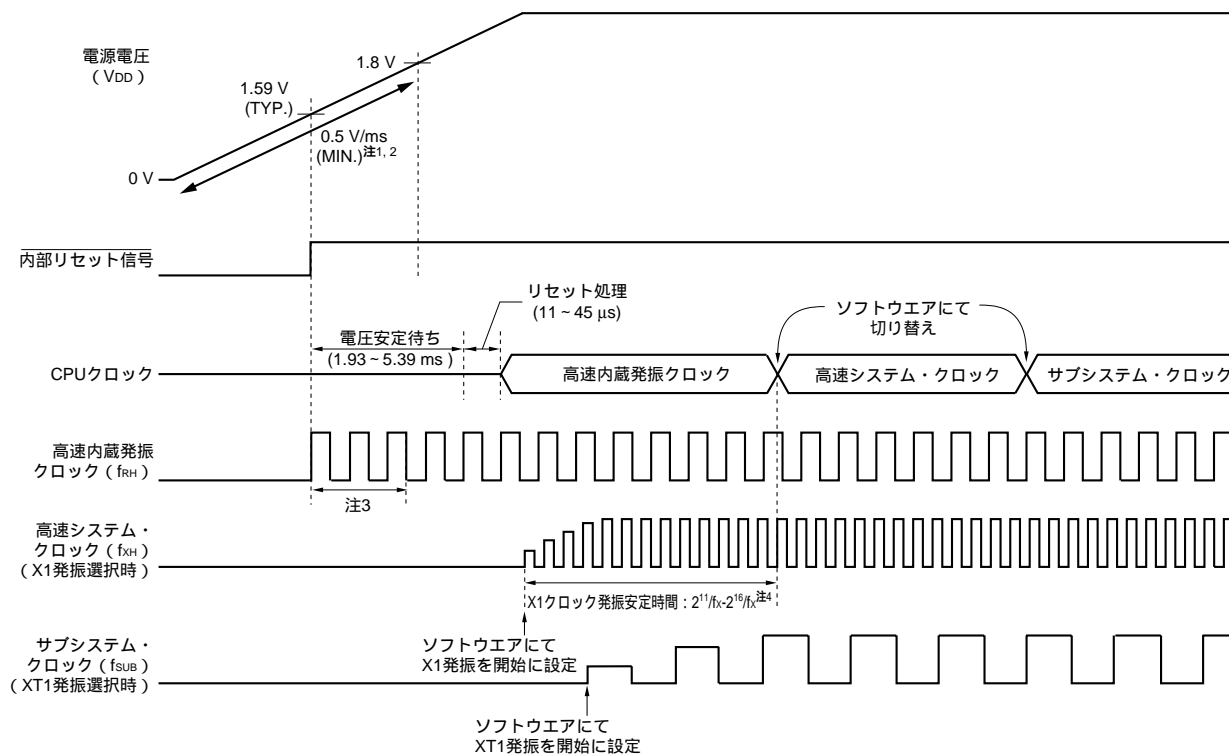 電源電圧
（VDD）
1.8 V
1.59 V
(TYP.)
0.5 V/ms
(MIN.)注1, 2
0 V
内部リセット信号
リセット処理
(11 ~ 45 μs)
ソフトウエアにて
切り替え
電圧安定待ち
(1.93 ~ 5.39 ms )
CPUクロック
高速内蔵発振クロック
高速システム・クロック
サブシステム・クロック
高速内蔵発振
クロック（fRH）
注3
高速システム・
クロック（fXH）
（X1発振選択時）
X1クロック発振安定時間：2^11/fX-2^16/fX注4
ソフトウエアにて
X1発振を開始に設定
サブシステム・
クロック（fSUB）
（XT1発振選択時）
ソフトウエアにて
XT1発振を開始に設定